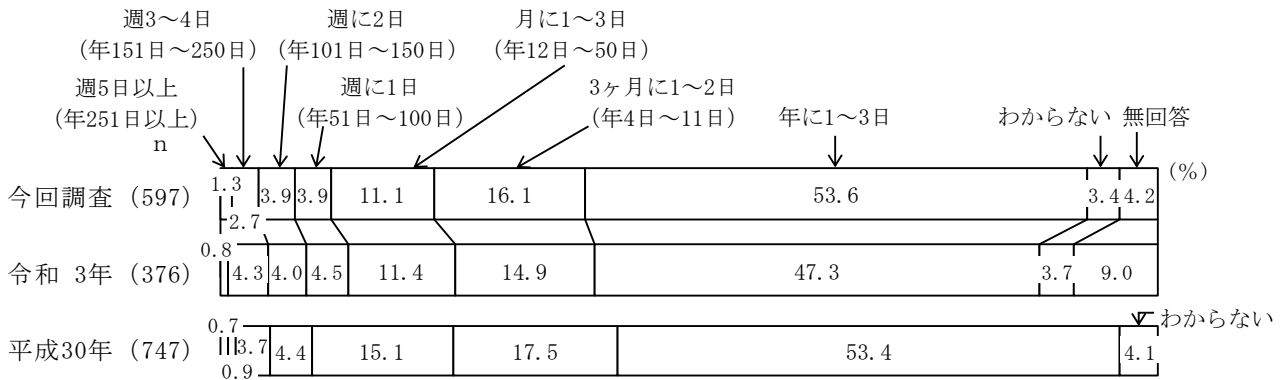 週3～4日
(年151日～250日)
週に2日
(年101日～150日)
月に1～3日
(年12日～50日)
週5日以上
(年251日以上)
週に1日
(年51日～100日)
3ヶ月に1～2日
(年4日～11日)
年に1～3日
わからない
無回答
n
(%)
今回調査 (597)
1.3
2.7
3.9
3.9
11.1
16.1
53.6
3.4
4.2
令和 3年 (376)
0.8
4.3
4.0
4.5
11.4
14.9
47.3
3.7
9.0
わからない
平成30年 (747)
0.7
0.9
3.7
4.4
15.1
17.5
53.4
4.1